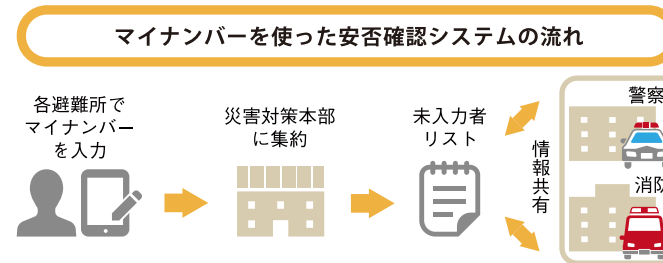 マイナンバーを使った安否確認システムの流れ
各避難所で
マイナンバー
を入力
災害対策本部
に集約
未入力者
リスト
情報共有
警察
消防